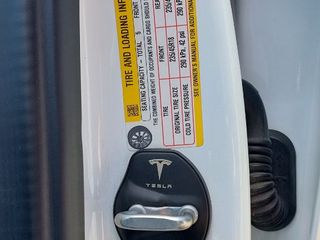 TIRE AND LOADING INF
SEATING CAPACITY - TOTAL 5 FRONT
THE COMBINED WEIGHT OF OCCUPANTS AND CARGO SHOULD
TIRE FRONT REAR
ORIGINAL TIRE SIZE 235/45R18 235/4
COLD TIRE PRESSURE 290 kPa, 42 psi 290 kPa
SEE OWNER'S MANUAL FOR ADDITIONAL
TESLA